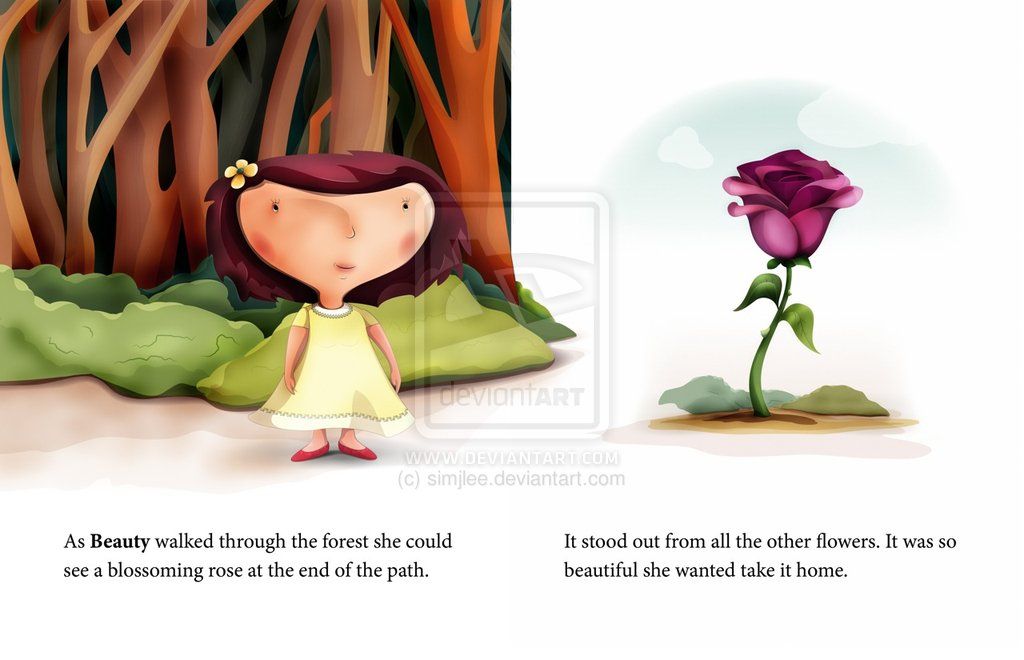 deviantART
WWW.DEVIANTART.COM
(c) simjlee.deviantart.com
As Beauty walked through the forest she could
see a blossoming rose at the end of the path.
It stood out from all the other flowers. It was so
beautiful she wanted take it home.